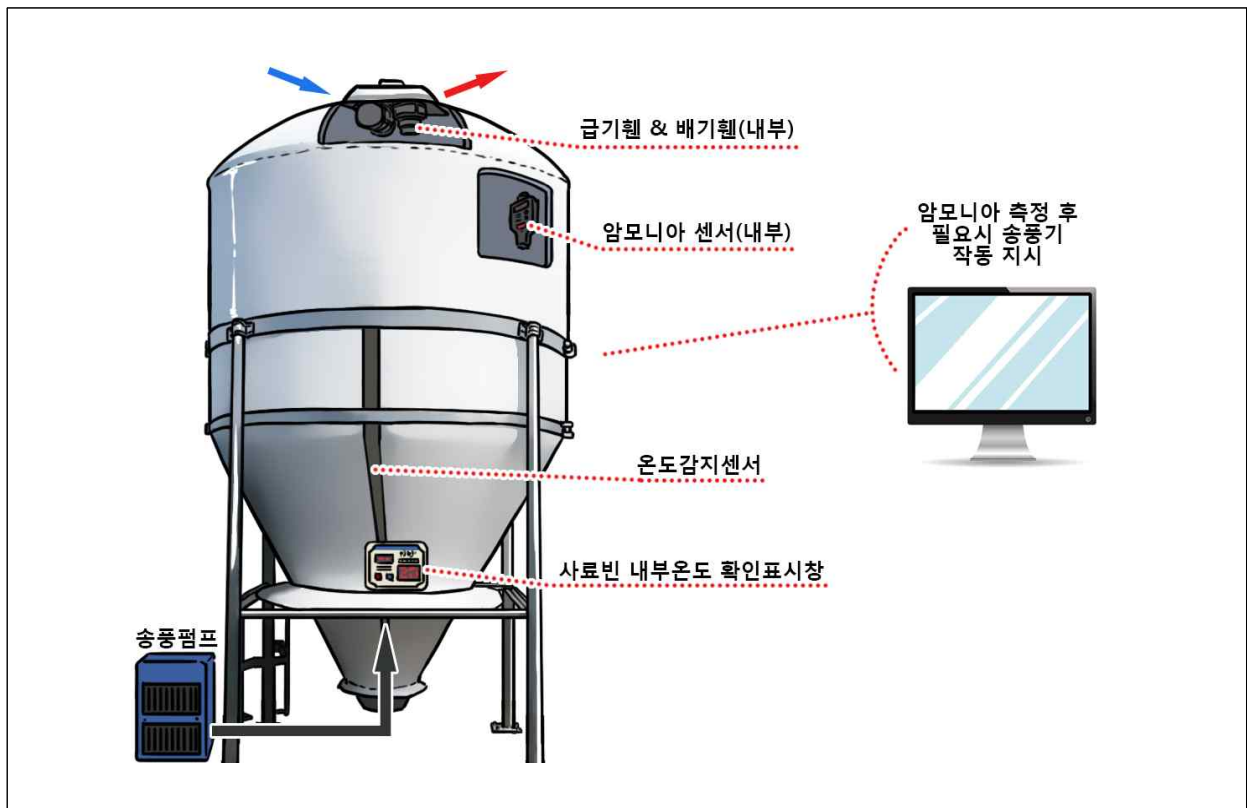 급기휀 & 배기휀(내부)
암모니아 센서(내부)
암모니아 측정 후
필요시 송풍기
작동 지시
온도감지센서
사료빈 내부온도 확인표시창
송풍펌프